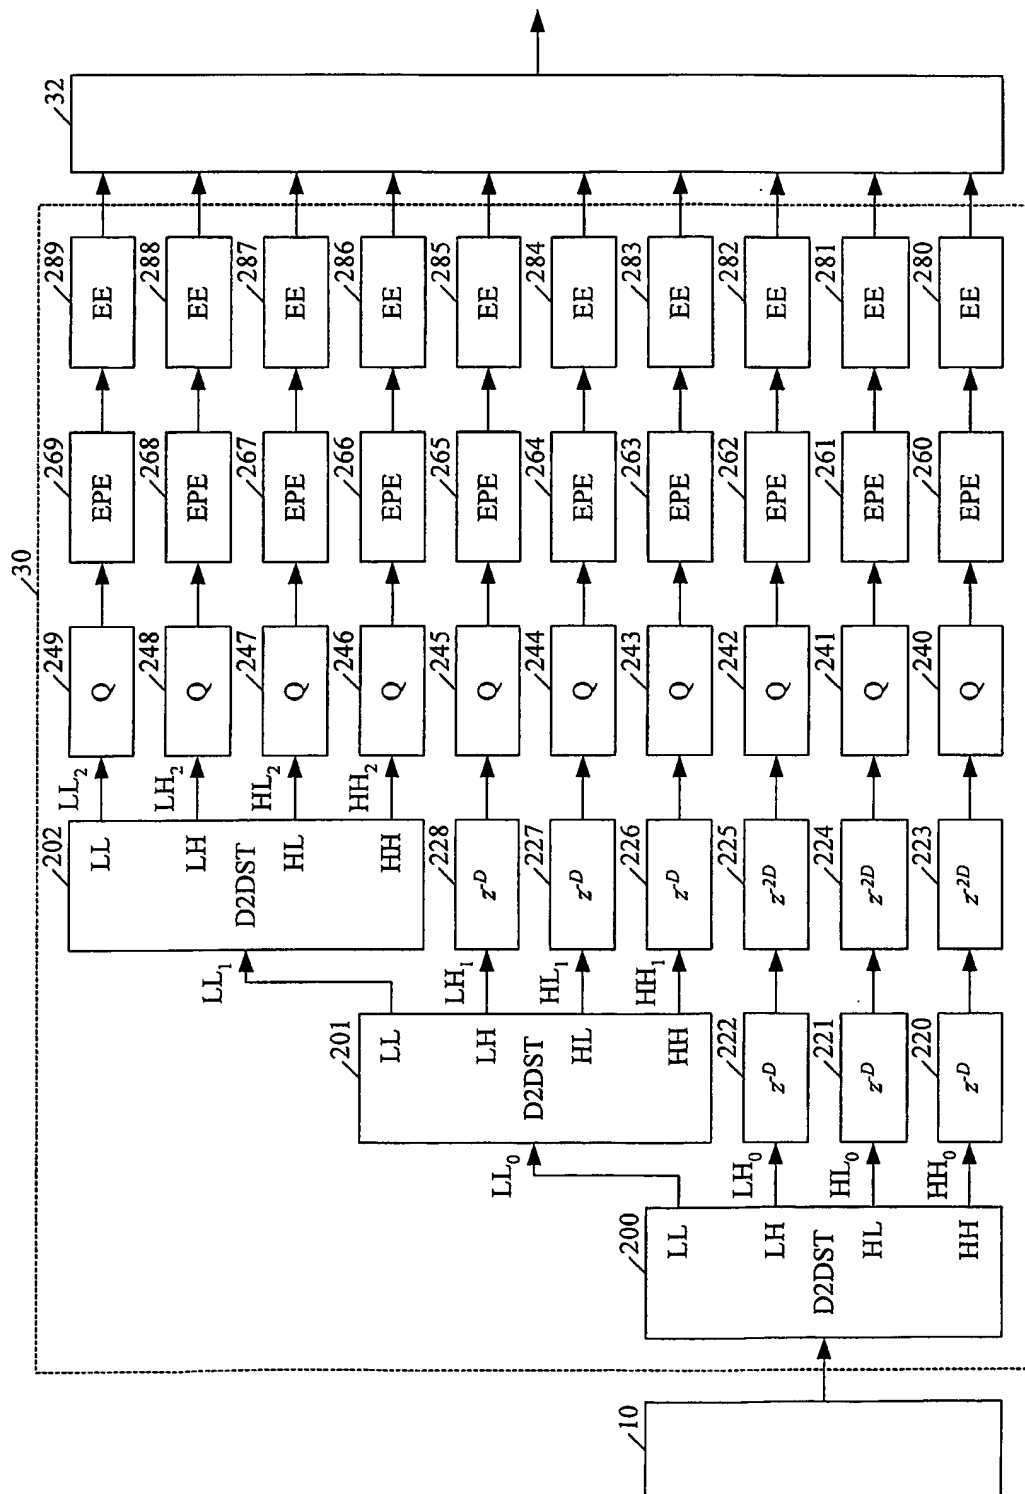 32
30
289 EE
288 EE
287 EE
286 EE
285 EE
284 EE
283 EE
282 EE
281 EE
280 EE
269 EPE
268 EPE
267 EPE
266 EPE
265 EPE
264 EPE
263 EPE
262 EPE
261 EPE
260 EPE
249 Q
248 Q
247 Q
246 Q
245 Q
244 Q
243 Q
242 Q
241 Q
240 Q
LL₂
LH₂
HL₂
HH₂
202
LL
LH
HL
HH
D2DST
228 z⁻ᴰ
227 z⁻ᴰ
226 z⁻ᴰ
225 z⁻²ᴰ
224 z⁻²ᴰ
223 z⁻²ᴰ
LL₁
LH₁
HL₁
HH₁
201
LL
LH
HL
HH
D2DST
222 z⁻ᴰ
221 z⁻ᴰ
220 z⁻ᴰ
LL₀
LH₀
HL₀
HH₀
200
LL
LH
HL
HH
D2DST
10